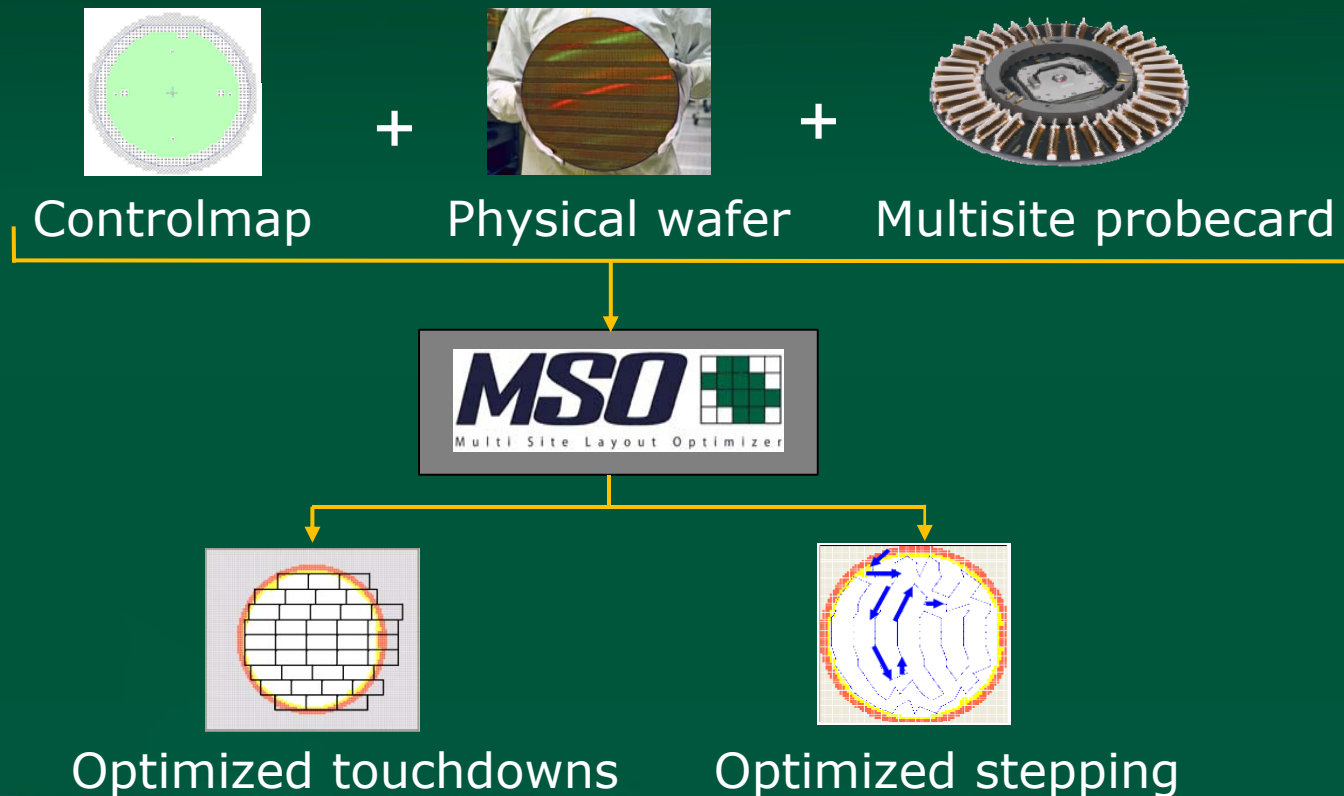 +
+
Controlmap
Physical wafer
Multisite probecard
MSO
Multi Site Layout Optimizer
Optimized touchdowns
Optimized stepping